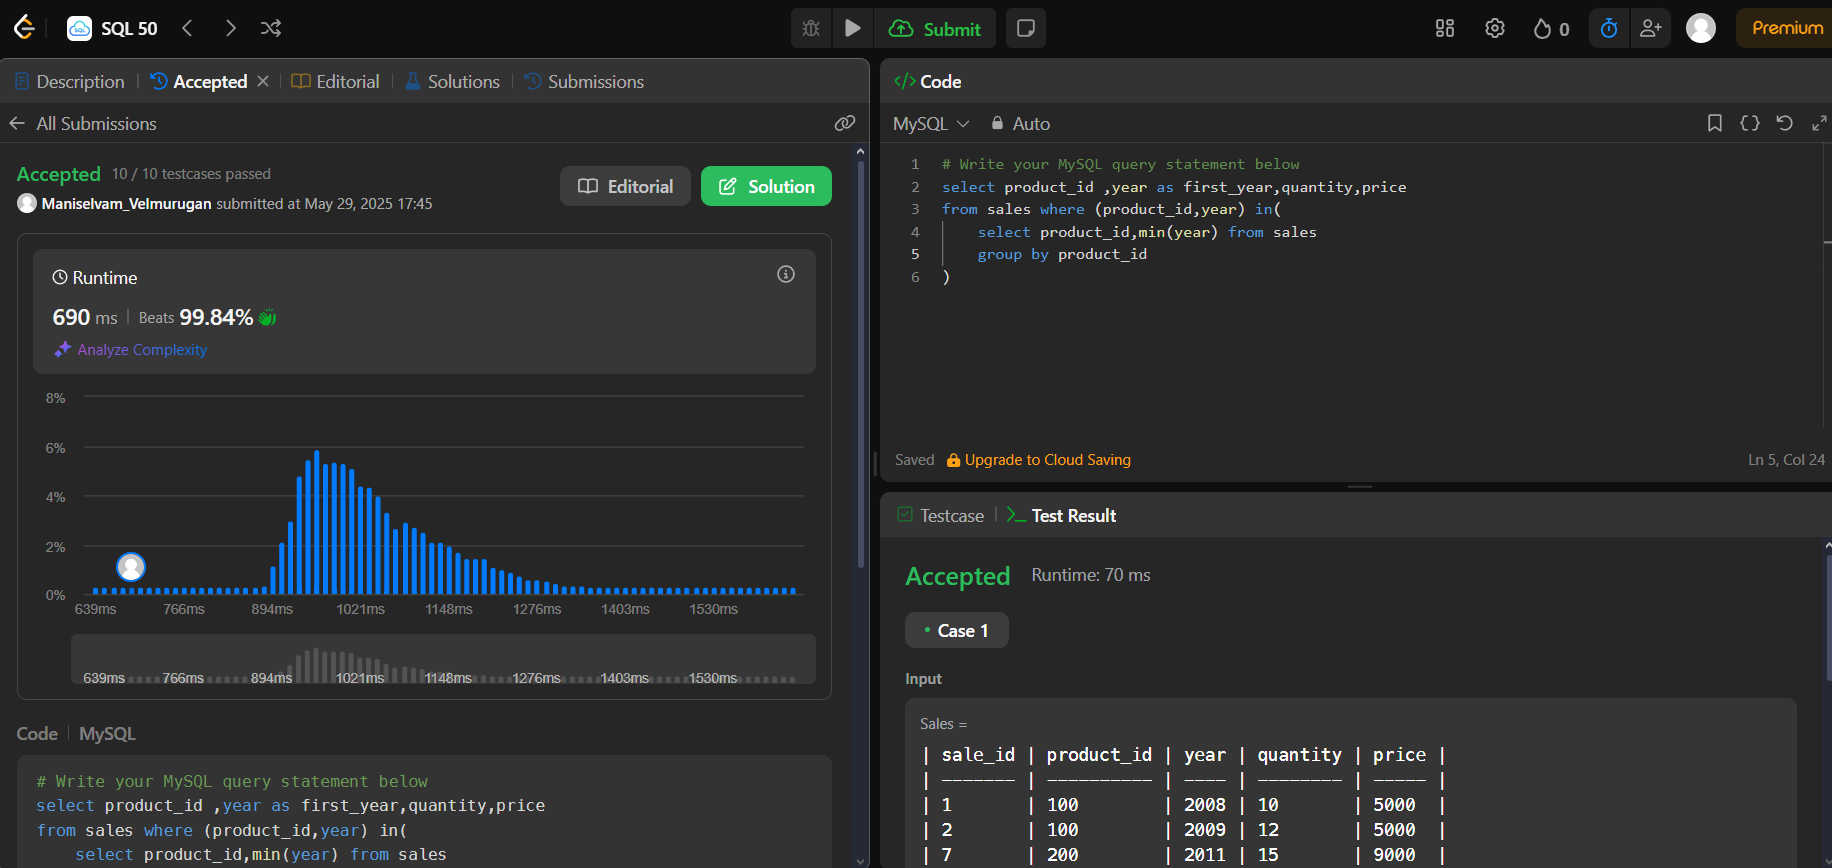 SQL 50
Submit
0
Premium
Description
Accepted
Editorial
Solutions
Submissions
All Submissions
Accepted 10 / 10 testcases passed
Maniselvam_Velmurugan submitted at May 29, 2025 17:45
Editorial
Solution
Runtime
690 ms | Beats 99.84%
Analyze Complexity
8%
6%
4%
2%
0%
639ms 766ms 894ms 1021ms 1148ms 1276ms 1403ms 1530ms
639ms 766ms 894ms 1021ms 1148ms 1276ms 1403ms 1530ms
Code | MySQL
# Write your MySQL query statement below
select product_id ,year as first_year,quantity,price
from sales where (product_id,year) in(
    select product_id,min(year) from sales
</> Code
MySQL
Auto
1 # Write your MySQL query statement below
2 select product_id ,year as first_year,quantity,price
3 from sales where (product_id,year) in(
4     select product_id,min(year) from sales
5     group by product_id
6 )
Saved
Upgrade to Cloud Saving
Ln 5, Col 24
Testcase
Test Result
Accepted Runtime: 70 ms
• Case 1
Input
Sales =
| sale_id | product_id | year | quantity | price |
| ------- | ---------- | ---- | -------- | ----- |
| 1       | 100        | 2008 | 10       | 5000  |
| 2       | 100        | 2009 | 12       | 5000  |
| 7       | 200        | 2011 | 15       | 9000  |